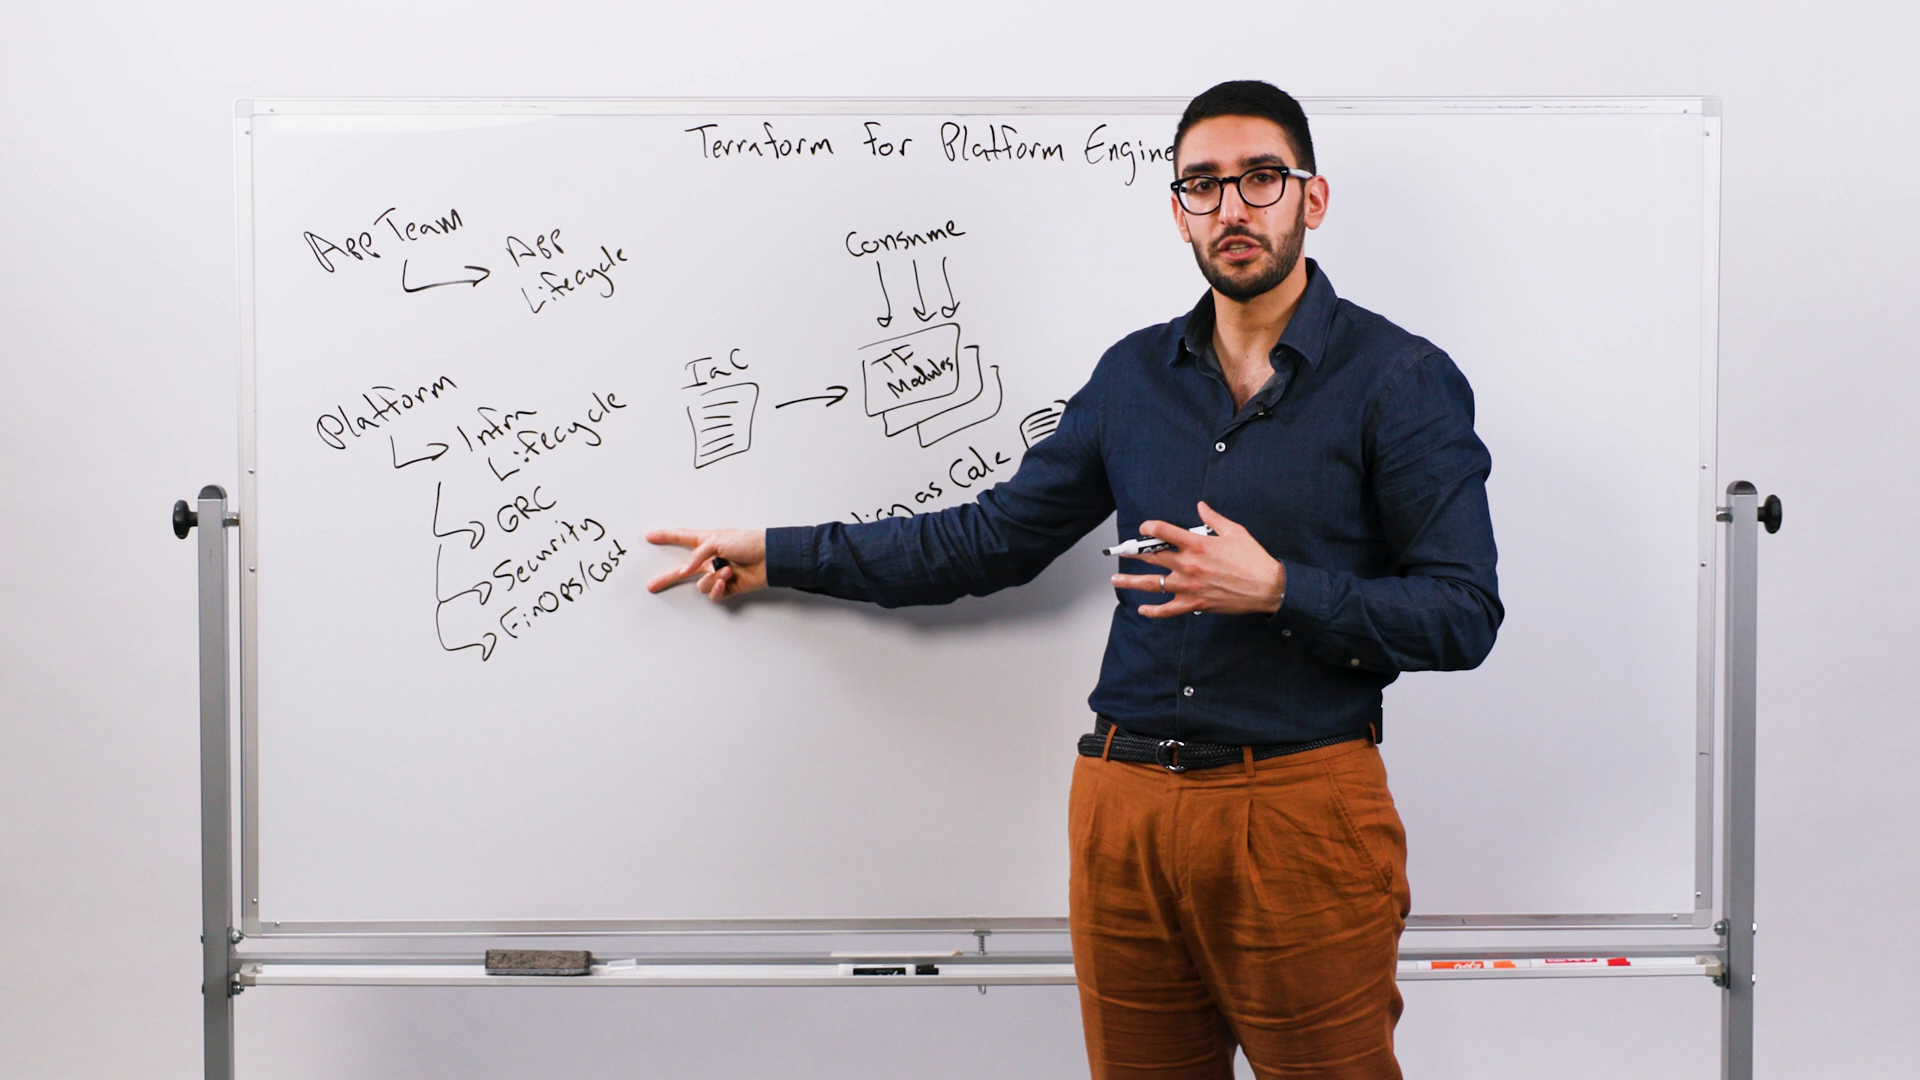 Terraform for Platform Engine
App Team
App
Lifecycle
Consume
IaC
TF
Modules
Platform
Infra
Lifecycle
GRC
Security
FinOps/Cost
as Code